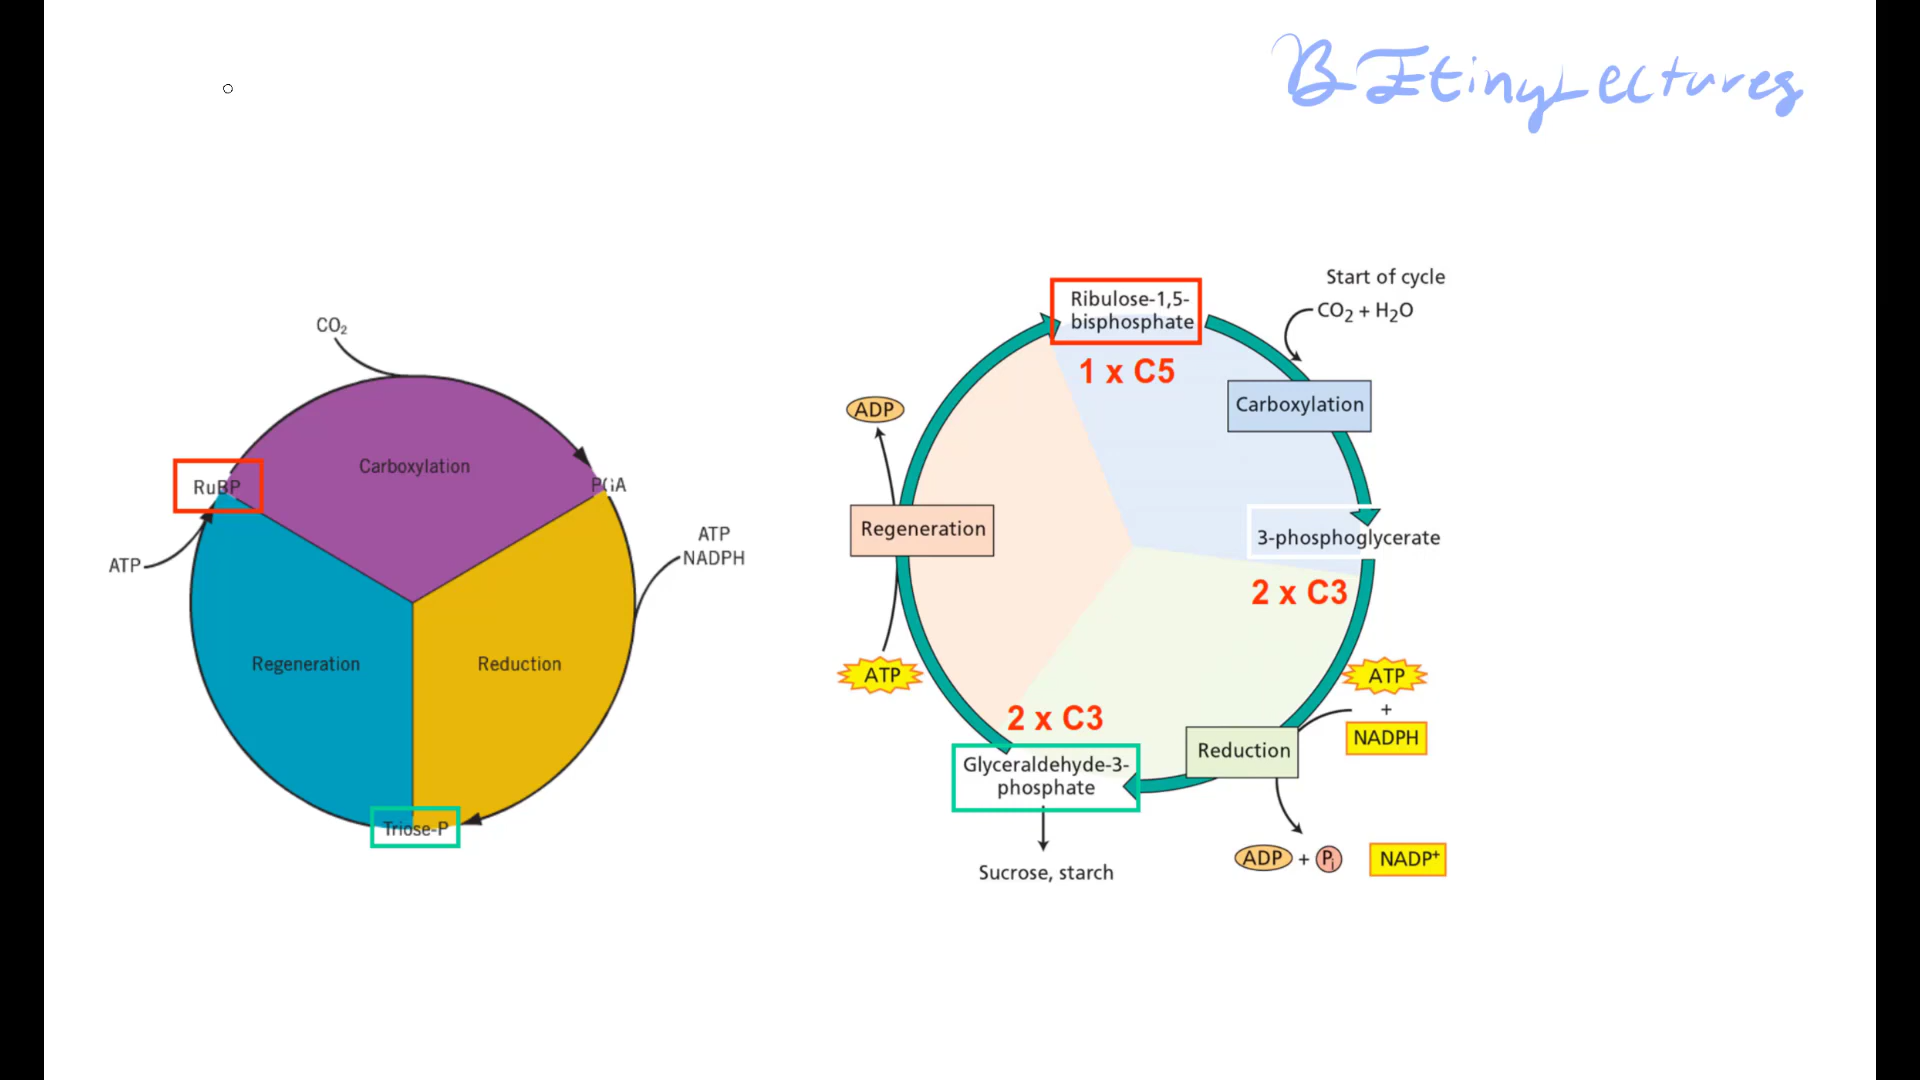 BItinyLectures
CO₂
Carboxylation
RuBP
PGA
ATP
ATP
NADPH
Regeneration
Reduction
Triose-P
Start of cycle
CO₂ + H₂O
Ribulose-1,5-
bisphosphate
1 x C5
Carboxylation
ADP
Regeneration
3-phosphoglycerate
2 x C3
ATP
ATP
+
NADPH
2 x C3
Reduction
Glyceraldehyde-3-
phosphate
ADP + Pi NADP⁺
Sucrose, starch